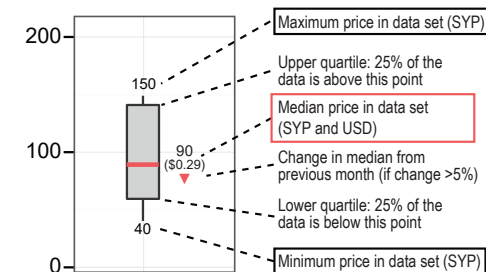 200
Maximum price in data set (SYP)
Upper quartile: 25% of the
data is above this point
150
Median price in data set
(SYP and USD)
100
90
($0.29)
Change in median from
previous month (if change >5%)
Lower quartile: 25% of the
data is below this point
40
Minimum price in data set (SYP)
0